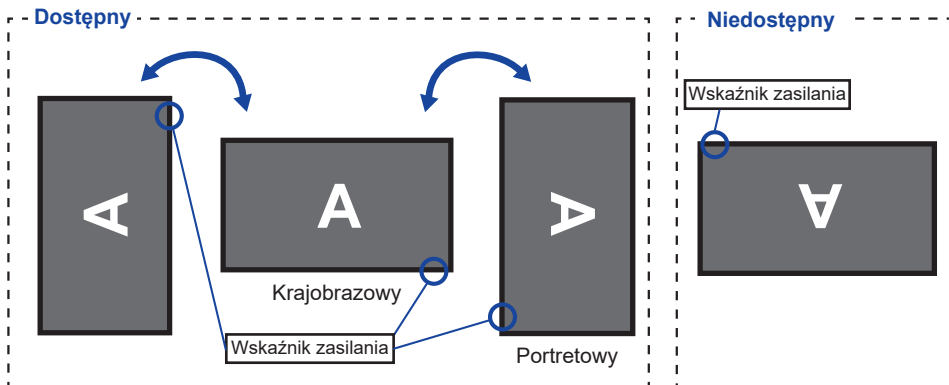 Dostępny
Niedostępny
Wskaźnik zasilania
A
A
A
A
Krajobrazowy
Wskaźnik zasilania
Portretowy